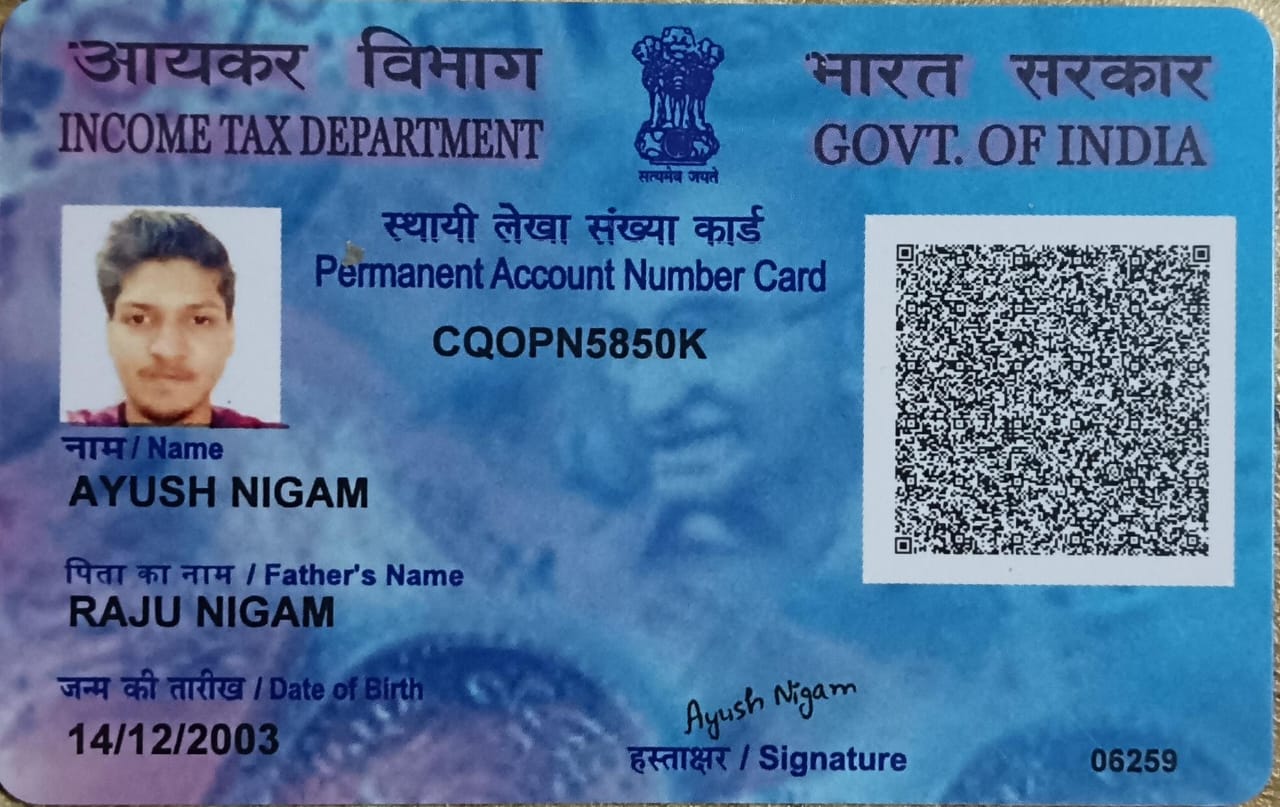 आयकर विभाग
INCOME TAX DEPARTMENT
सत्यमेव जयते
भारत सरकार
GOVT. OF INDIA
स्थायी लेखा संख्या कार्ड
Permanent Account Number Card
CQOPN5850K
नाम / Name
AYUSH NIGAM
पिता का नाम / Father's Name
RAJU NIGAM
जन्म की तारीख / Date of Birth
14/12/2003
Ayush Nigam
हस्ताक्षर / Signature
06259